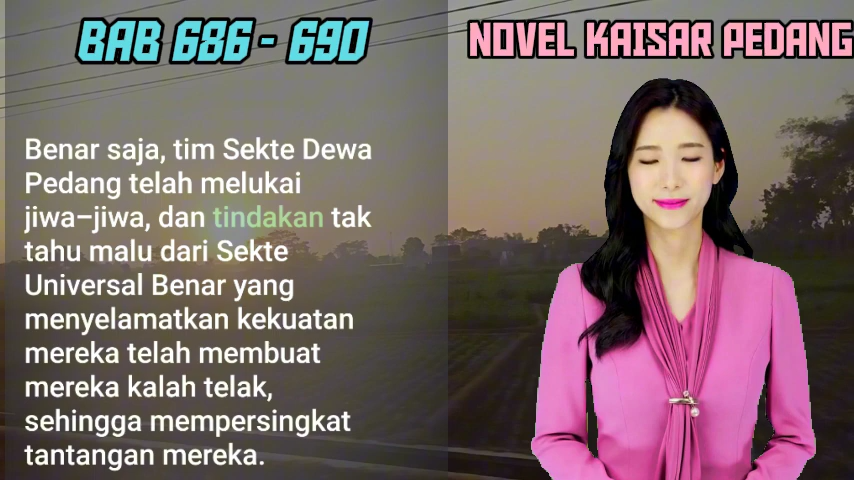 BAB 686 - 690
NOVEL KAISAR PEDANG
Benar saja, tim Sekte Dewa
Pedang telah melukai
jiwa–jiwa, dan tindakan tak
tahu malu dari Sekte
Universal Benar yang
menyelamatkan kekuatan
mereka telah membuat
mereka kalah telak,
sehingga mempersingkat
tantangan mereka.